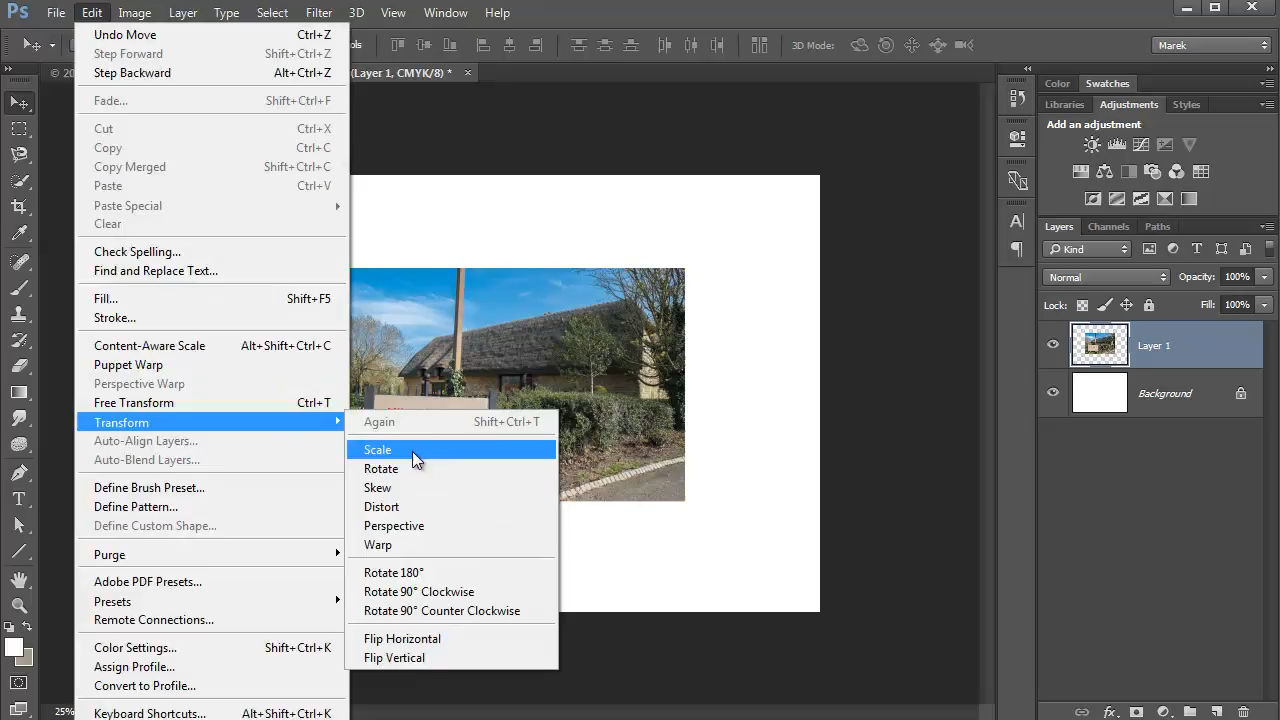 Ps File Edit Image Layer Type Select Filter 3D View Window Help
3D Mode:
Marek
(Layer 1, CMYK/8) *
Undo Move Ctrl+Z
Step Forward Shift+Ctrl+Z
Step Backward Alt+Ctrl+Z
Fade... Shift+Ctrl+F
Cut Ctrl+X
Copy Ctrl+C
Copy Merged Shift+Ctrl+C
Paste Ctrl+V
Paste Special
Clear
Check Spelling...
Find and Replace Text...
Fill... Shift+F5
Stroke...
Content-Aware Scale Alt+Shift+Ctrl+C
Puppet Warp
Perspective Warp
Free Transform Ctrl+T
Transform
Auto-Align Layers...
Auto-Blend Layers...
Define Brush Preset...
Define Pattern...
Define Custom Shape...
Purge
Adobe PDF Presets...
Presets
Remote Connections...
Color Settings... Shift+Ctrl+K
Assign Profile...
Convert to Profile...
Keyboard Shortcuts... Alt+Shift+Ctrl+K
Again Shift+Ctrl+T
Scale
Rotate
Skew
Distort
Perspective
Warp
Rotate 180°
Rotate 90° Clockwise
Rotate 90° Counter Clockwise
Flip Horizontal
Flip Vertical
25%
Color Swatches
Libraries Adjustments Styles
Add an adjustment
Layers Channels Paths
Kind
Normal Opacity: 100%
Lock: Fill: 100%
Layer 1
Background